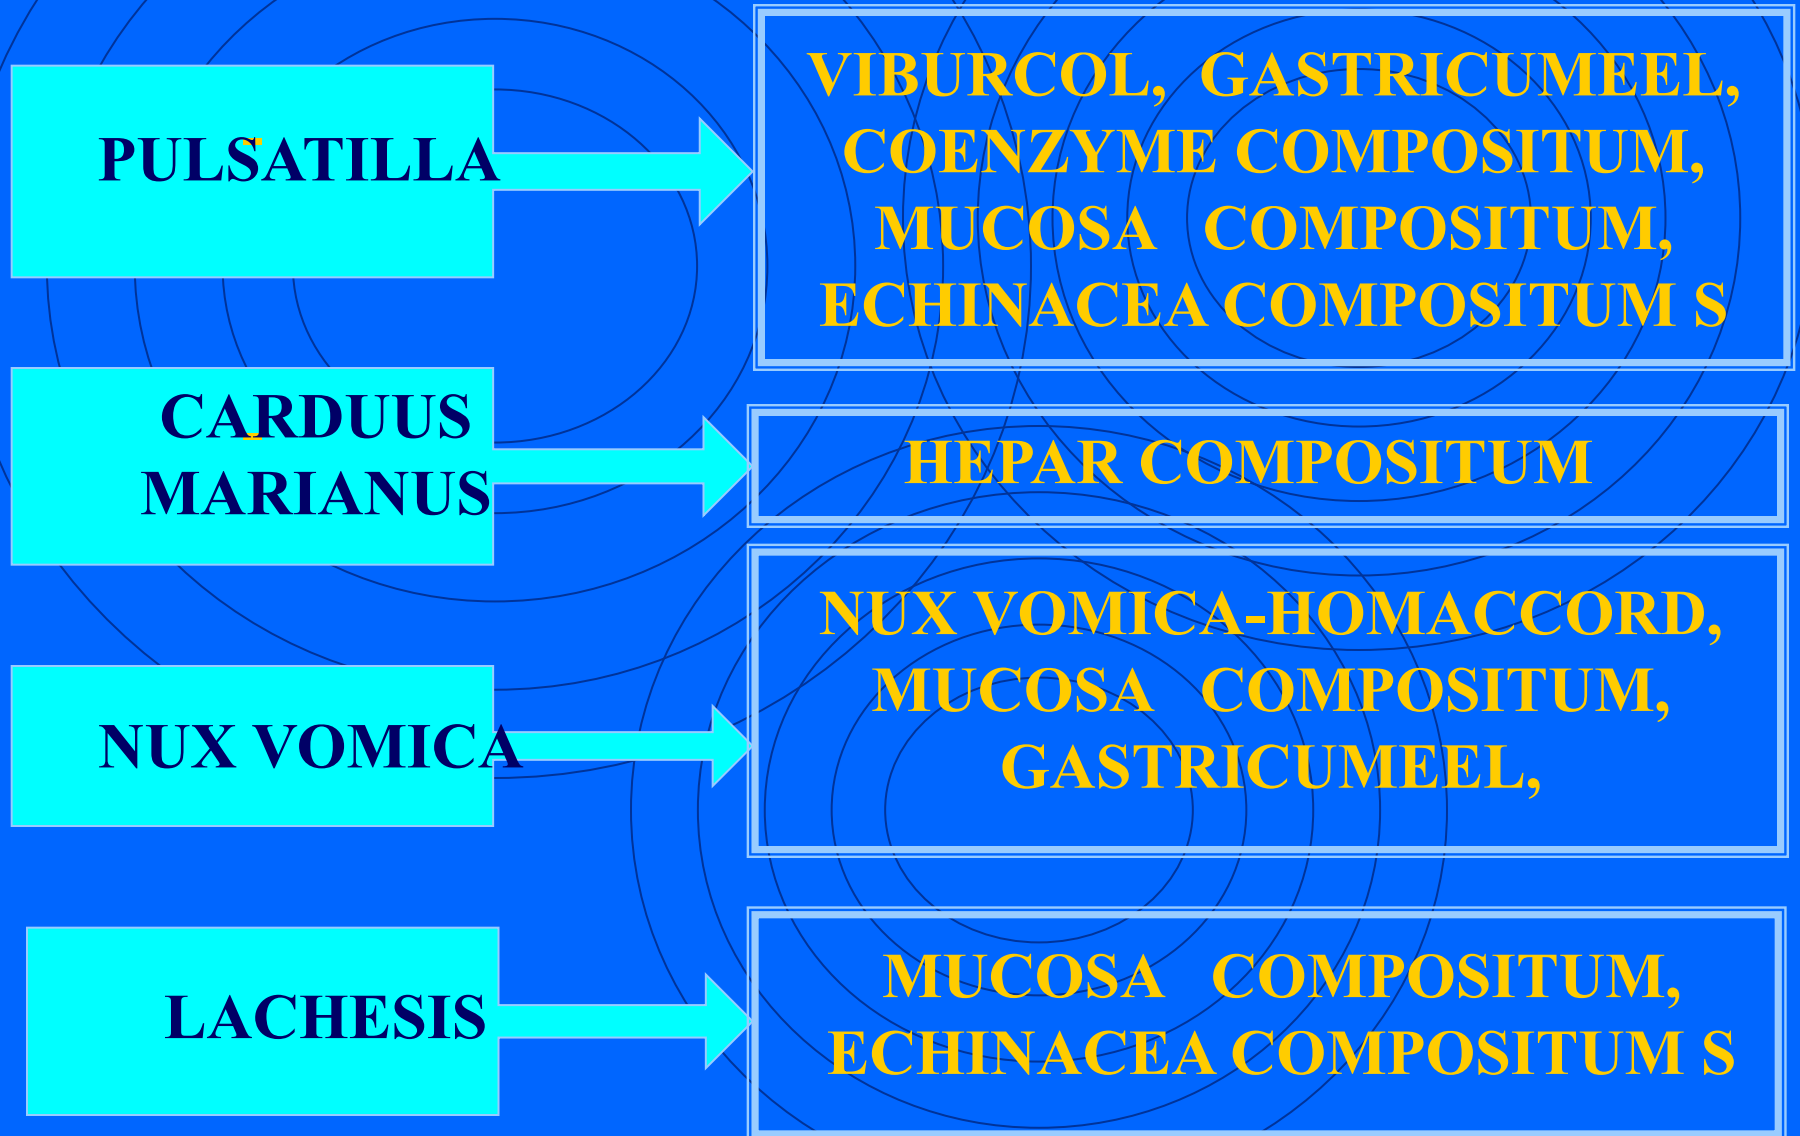 PULSATILLA
VIBURCOL, GASTRICUMEEL,
COENZYME COMPOSITUM,
MUCOSA COMPOSITUM,
ECHINACEA COMPOSITUM S
CARDUUS
MARIANUS
HEPAR COMPOSITUM
NUX VOMICA
NUX VOMICA-HOMACCORD,
MUCOSA COMPOSITUM,
GASTRICUMEEL,
LACHESIS
MUCOSA COMPOSITUM,
ECHINACEA COMPOSITUM S